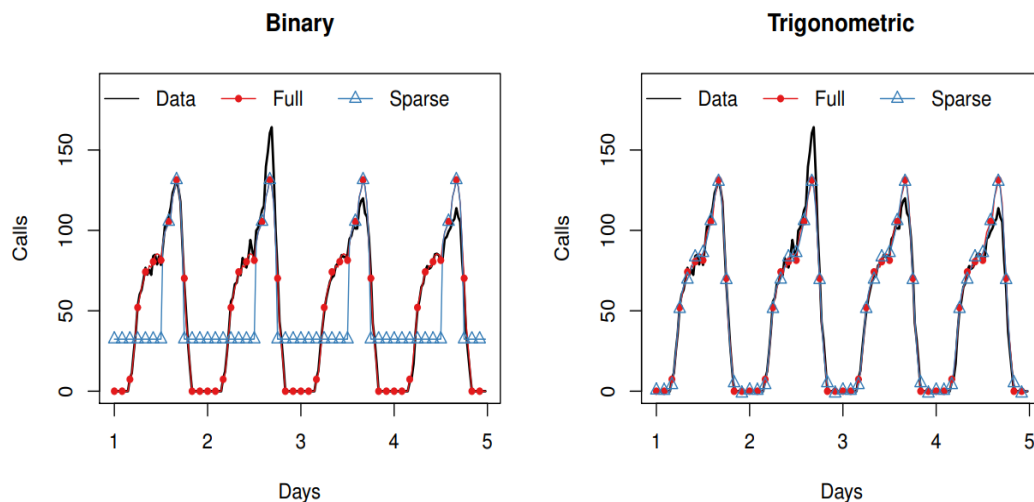 Binary
Data Full Sparse
Calls
0 50 100 150
1 2 3 4 5
Days
Trigonometric
Data Full Sparse
Calls
0 50 100 150
1 2 3 4 5
Days